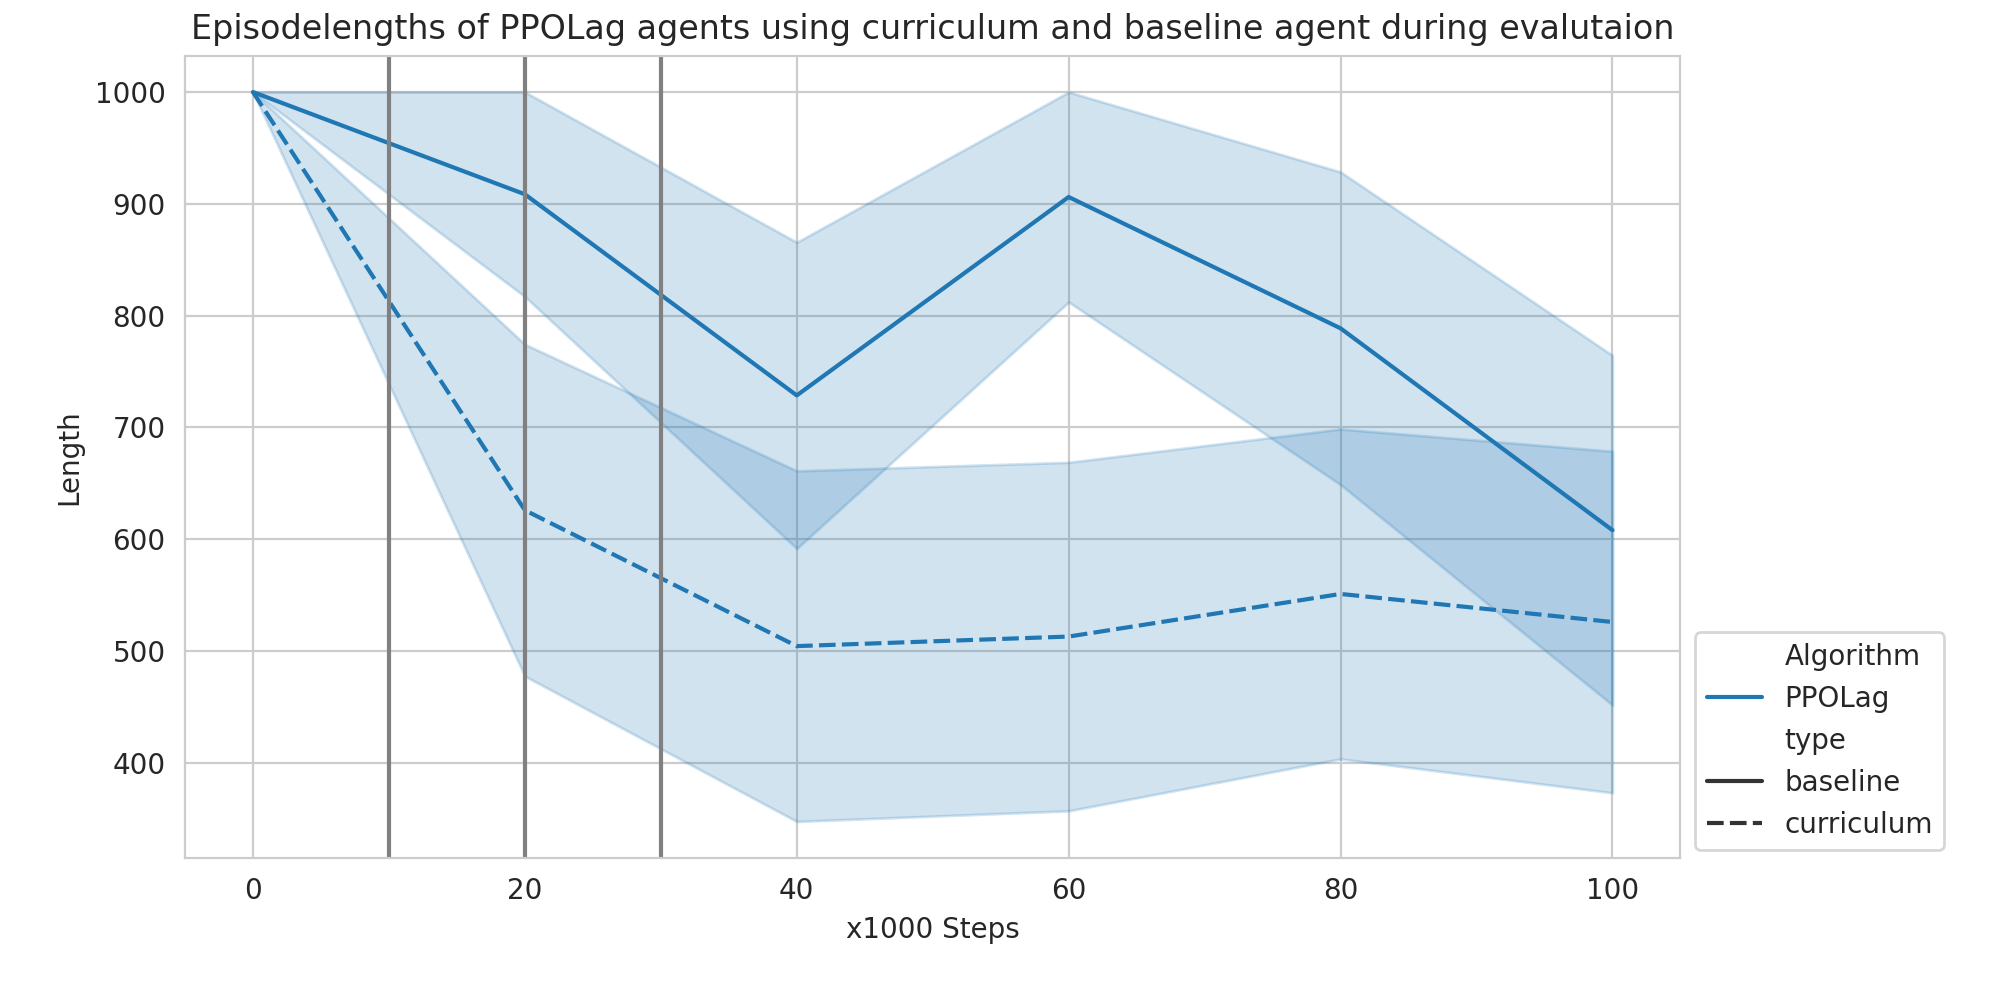 Episodelengths of PPOLag agents using curriculum and baseline agent during evalutaion
1000
900
800
700
600
500
400
Length
0 20 40 60 80 100
x1000 Steps
Algorithm
PPOLag
type
baseline
curriculum